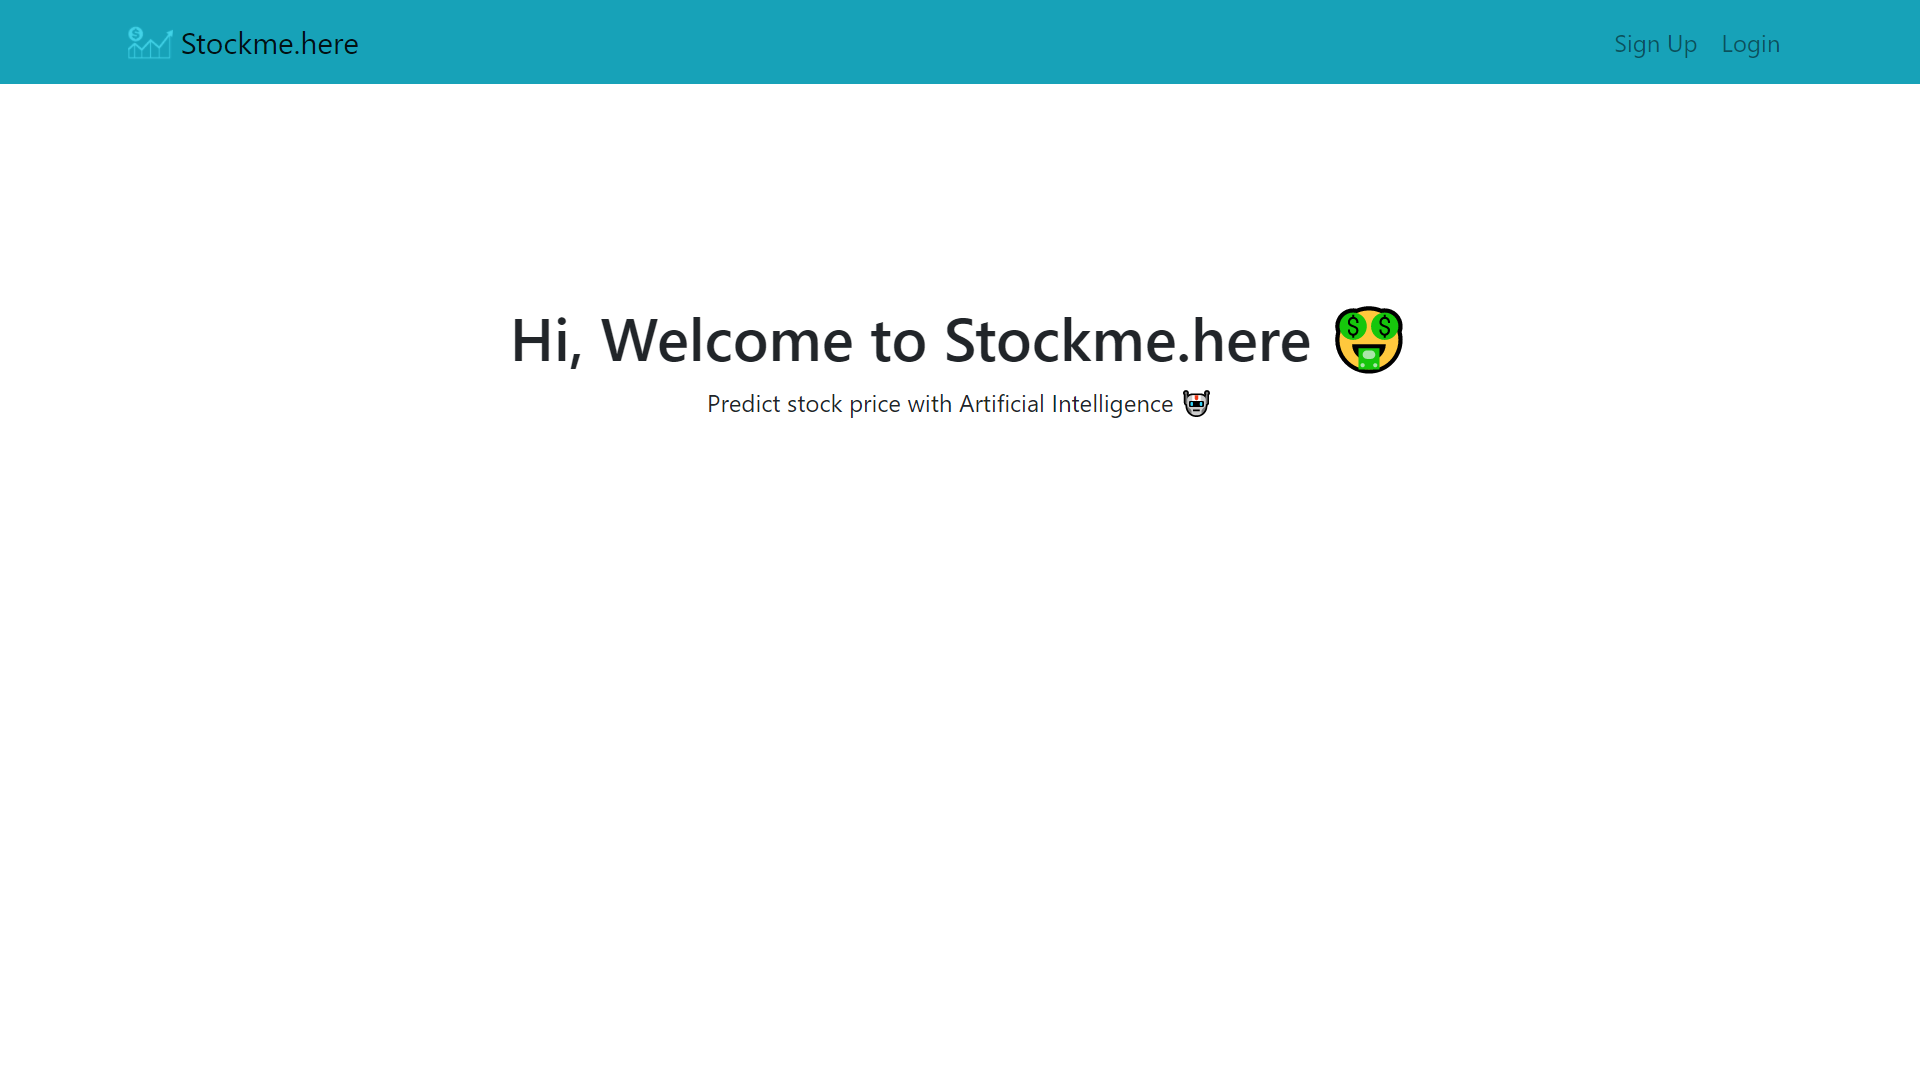 Stockme.here
Sign Up Login
Hi, Welcome to Stockme.here 🤑
Predict stock price with Artificial Intelligence 🤖